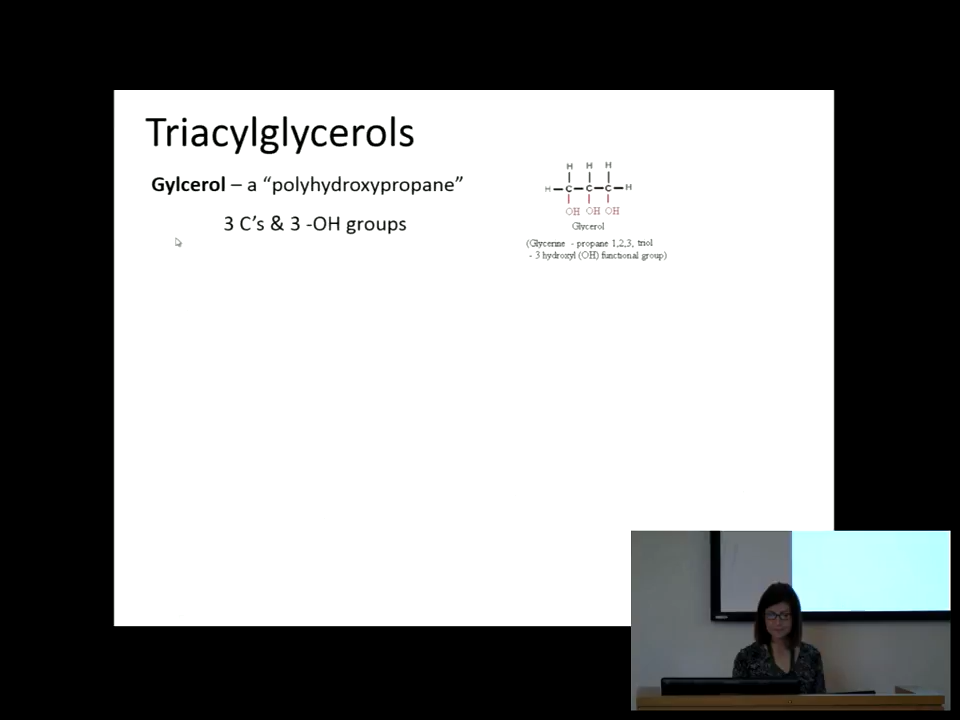 Triacylglycerols
Gylcerol – a “polyhydroxypropane”
3 C’s & 3 -OH groups
H H H
H–C–C–C–H
OH OH OH
Glycerol
(Glycerine - propane 1,2,3, triol
- 3 hydroxyl (OH) functional group)